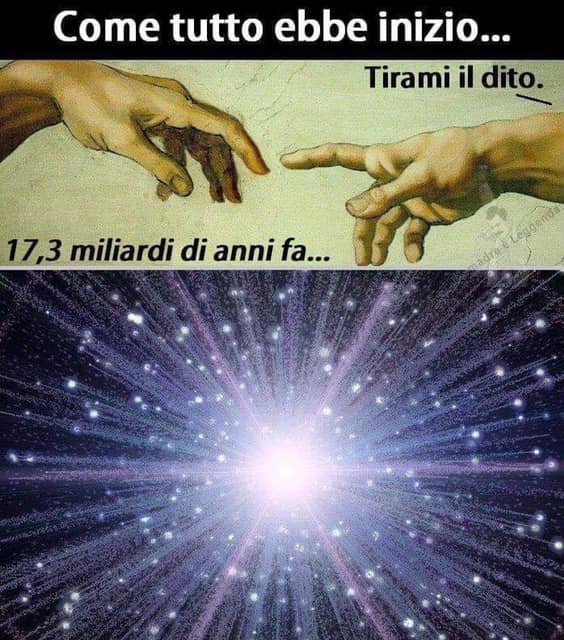 Come tutto ebbe inizio...
Tirami il dito.
17,3 miliardi di anni fa...